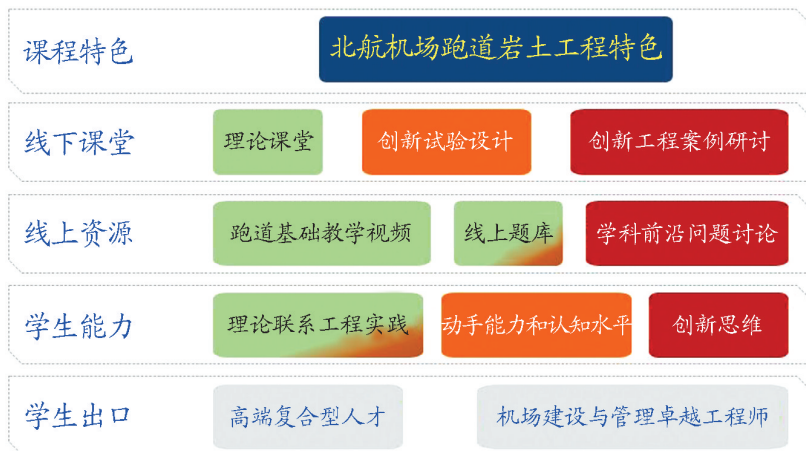 课程特色
北航机场跑道岩土工程特色
线下课堂
理论课堂
创新试验设计
创新工程案例研讨
线上资源
跑道基础教学视频
线上题库
学科前沿问题讨论
学生能力
理论联系工程实践
动手能力和认知水平
创新思维
学生出口
高端复合型人才
机场建设与管理卓越工程师